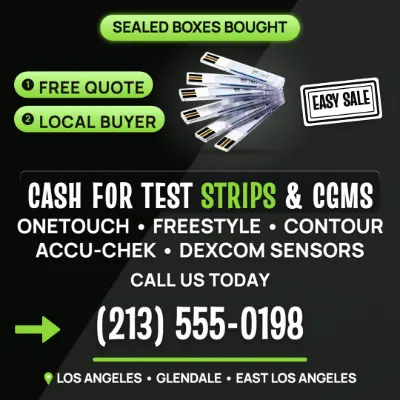 SEALED BOXES BOUGHT
1 FREE QUOTE
2 LOCAL BUYER
EASY SALE
CASH FOR TEST STRIPS & CGMS
ONETOUCH • FREESTYLE • CONTOUR
ACCU-CHEK • DEXCOM SENSORS
CALL US TODAY
(213) 555-0198
LOS ANGELES • GLENDALE • EAST LOS ANGELES